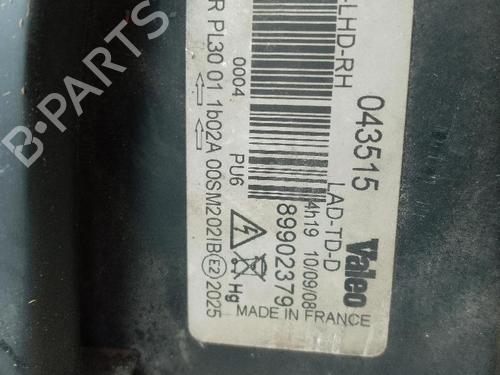 -LHD-RH
043515
LAD-TD-D
Valeo
4h19 10/09/08
89902379
MADE IN FRANCE
0004
PU6
Hg
R PL30 01 1b02A 00SM202IB E2 2025
B-PARTS